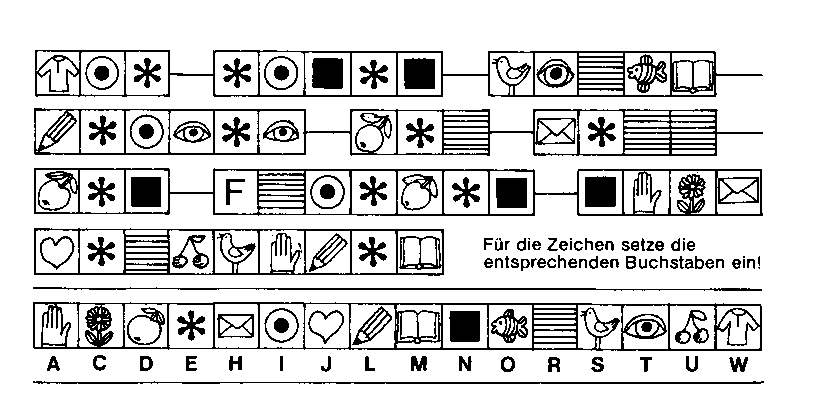 F
Für die Zeichen setze die
entsprechenden Buchstaben ein!
A C D E H I J L M N O R S T U W